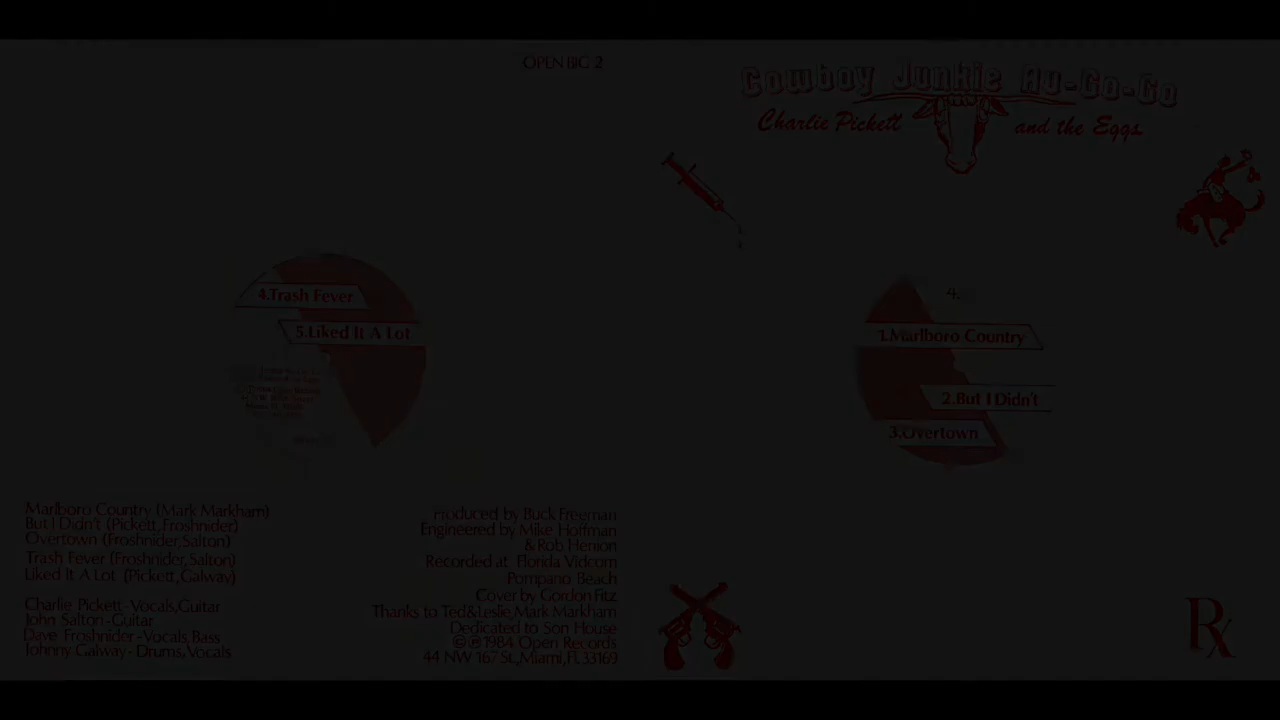 OPEN BIG 2
Cowboy Junkie Au-Go-Go
Charlie Pickett and the Eggs
4.Trash Fever
5.Liked It A Lot
4.
1.Marlboro Country
2.But I Didn't
3.Overtown
Marlboro Country (Mark Markham)
But I Didn't (Pickett,Froshnider)
Overtown (Froshnider,Salton)
Trash Fever (Froshnider,Salton)
Liked It A Lot (Pickett,Galway)
Charlie Pickett-Vocals,Guitar
John Salton-Guitar
Dave Froshnider-Vocals,Bass
Johnny Galway-Drums,Vocals
Produced by Buck Freeman
Engineered by Mike Hoffman
& Rob Henion
Recorded at Florida Vidcom
Pompano Beach
Cover by Gordon Fitz
Thanks to Ted&Leslie,Mark Markham
Dedicated to Son House
©℗1984 Open Records
44 NW 167 St.,Miami,Fl. 33169
Rx